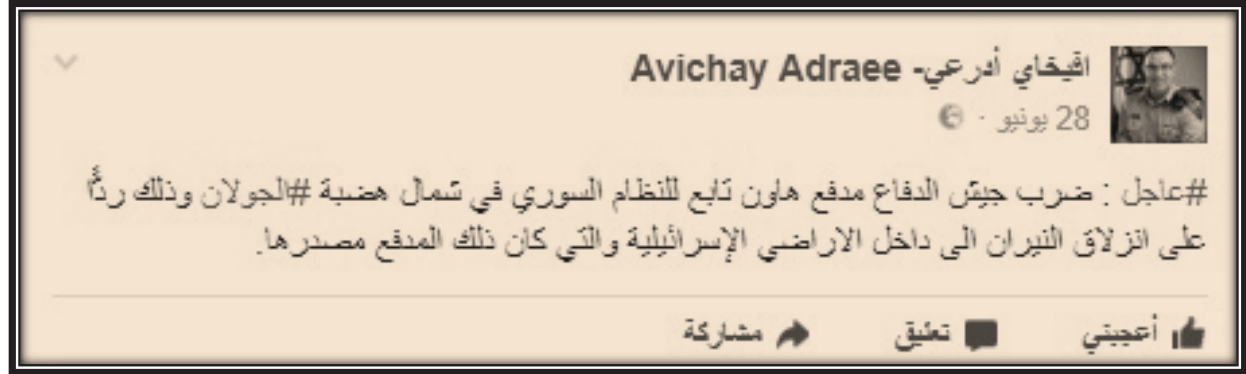 افيخاي أدرعي- Avichay Adraee
28 يونيو ·
#عاجل : ضرب جيش الدفاع مدفع هاون تابع للنظام السوري في شمال هضبة #الجولان وذلك ردًّا
على انزلاق النيران الى داخل الاراضي الإسرائيلية والتي كان ذلك المدفع مصدرها.
أعجبني تعليق مشاركة